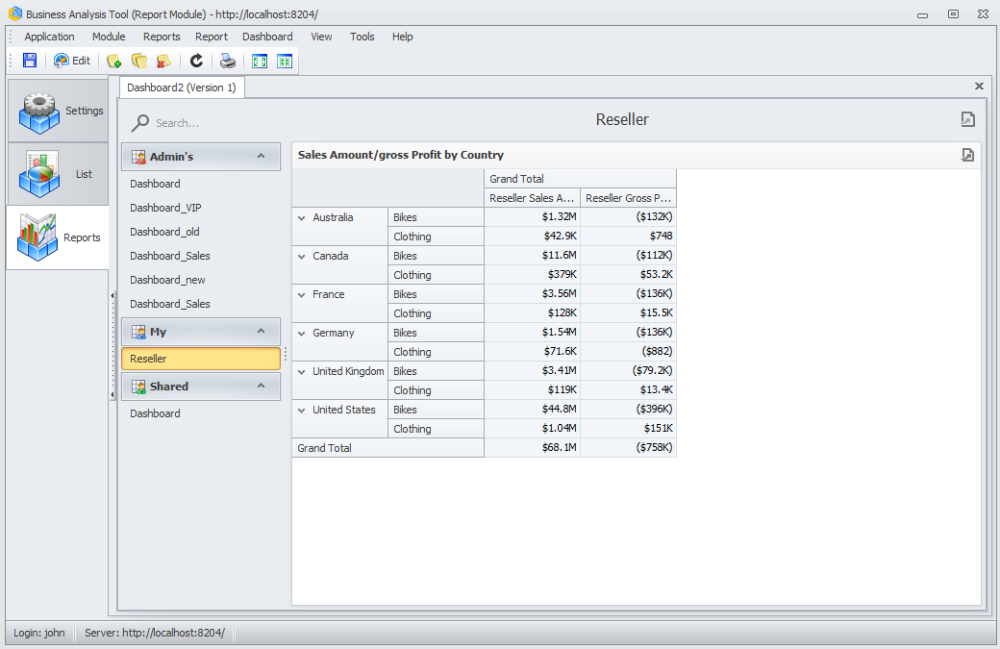 Business Analysis Tool (Report Module) - http://localhost:8204/
Application Module Reports Report Dashboard View Tools Help
Edit
Settings
List
Reports
Dashboard2 (Version 1)
Search...
Admin's
Dashboard
Dashboard_VIP
Dashboard_old
Dashboard_Sales
Dashboard_new
Dashboard_Sales
My
Reseller
Shared
Dashboard
Reseller
Sales Amount/gross Profit by Country
Grand Total
Reseller Sales A... Reseller Gross P...
Australia Bikes $1.32M ($132K)
Clothing $42.9K $748
Canada Bikes $11.6M ($112K)
Clothing $379K $53.2K
France Bikes $3.56M ($136K)
Clothing $128K $15.5K
Germany Bikes $1.54M ($136K)
Clothing $71.6K ($882)
United Kingdom Bikes $3.41M ($79.2K)
Clothing $119K $13.4K
United States Bikes $44.8M ($396K)
Clothing $1.04M $151K
Grand Total $68.1M ($758K)
Login: john Server: http://localhost:8204/